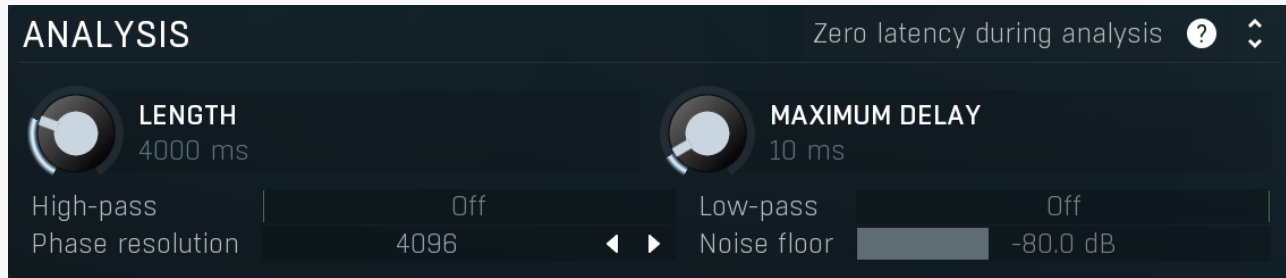 ANALYSIS Zero latency during analysis ?
LENGTH MAXIMUM DELAY
4000 ms 10 ms
High-pass Off Low-pass Off
Phase resolution 4096 Noise floor -80.0 dB